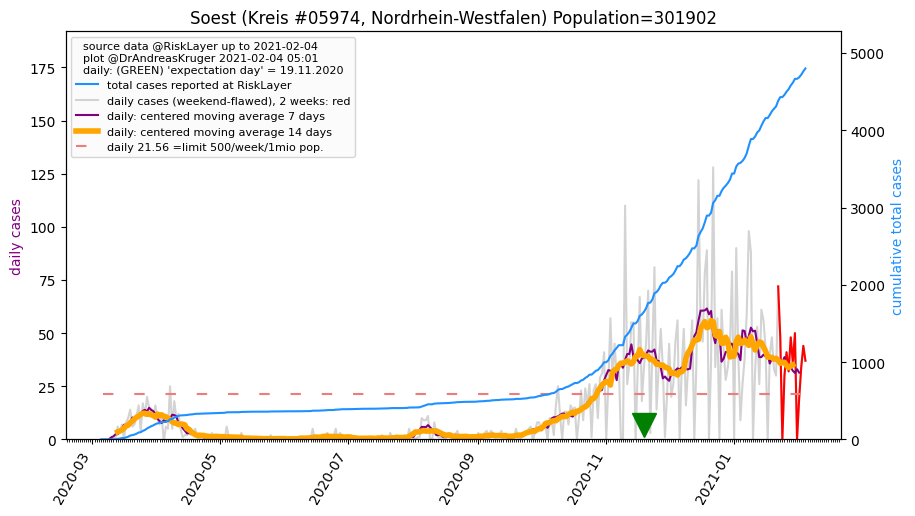 Soest (Kreis #05974, Nordrhein-Westfalen) Population=301902
source data @RiskLayer up to 2021-02-04
plot @DrAndreasKruger 2021-02-04 05:01
daily: (GREEN) 'expectation day' = 19.11.2020
total cases reported at RiskLayer
daily cases (weekend-flawed), 2 weeks: red
daily: centered moving average 7 days
daily: centered moving average 14 days
daily 21.56 =limit 500/week/1mio pop.
daily cases
175
150
125
100
75
50
25
0
5000
4000
3000
2000
1000
0
cumulative total cases
2020-03
2020-05
2020-07
2020-09
2020-11
2021-01